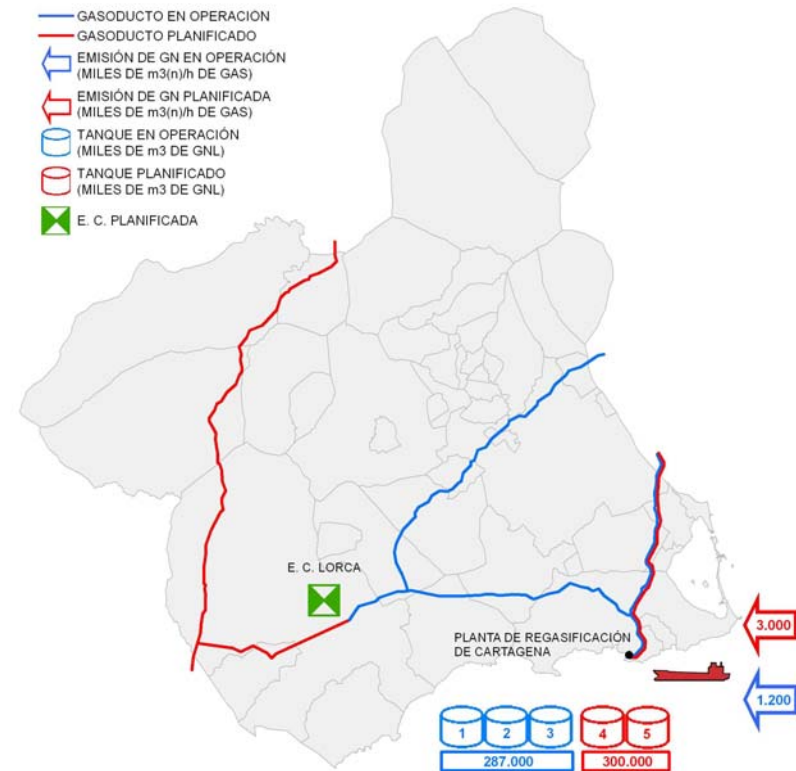 GASODUCTO EN OPERACIÓN
GASODUCTO PLANIFICADO
EMISIÓN DE GN EN OPERACIÓN
(MILES DE m3(n)/h DE GAS)
EMISIÓN DE GN PLANIFICADA
(MILES DE m3(n)/h DE GAS)
TANQUE EN OPERACIÓN
(MILES DE m3 DE GNL)
TANQUE PLANIFICADO
(MILES DE m3 DE GNL)
E. C. PLANIFICADA
E. C. LORCA
PLANTA DE REGASIFICACIÓN
DE CARTAGENA
3.000
1.200
1 2 3 4 5
287.000 300.000